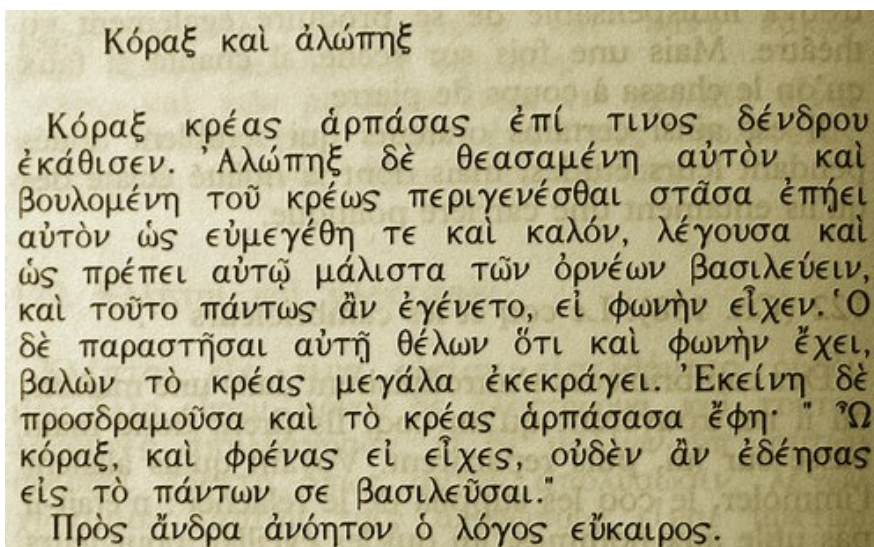 Κόραξ καὶ ἀλώπηξ
Κόραξ κρέας ἁρπάσας ἐπί τινος δένδρου
ἐκάθισεν. Ἀλώπηξ δὲ θεασαμένη αὐτὸν καὶ
βουλομένη τοῦ κρέως περιγενέσθαι στᾶσα ἐπῄει
αὐτὸν ὡς εὐμεγέθη τε καὶ καλόν, λέγουσα καὶ
ὡς πρέπει αὐτῷ μάλιστα τῶν ὀρνέων βασιλεύειν,
καὶ τοῦτο πάντως ἂν ἐγένετο, εἰ φωνὴν εἶχεν. Ὁ
δὲ παραστῆσαι αὐτῇ θέλων ὅτι καὶ φωνὴν ἔχει,
βαλὼν τὸ κρέας μεγάλα ἐκεκράγει. Ἐκείνη δὲ
προσδραμοῦσα καὶ τὸ κρέας ἁρπάσασα ἔφη· " Ὦ
κόραξ, καὶ φρένας εἰ εἶχες, οὐδὲν ἂν ἐδέησας
εἰς τὸ πάντων σε βασιλεῦσαι."
Πρὸς ἄνδρα ἀνόητον ὁ λόγος εὔκαιρος.